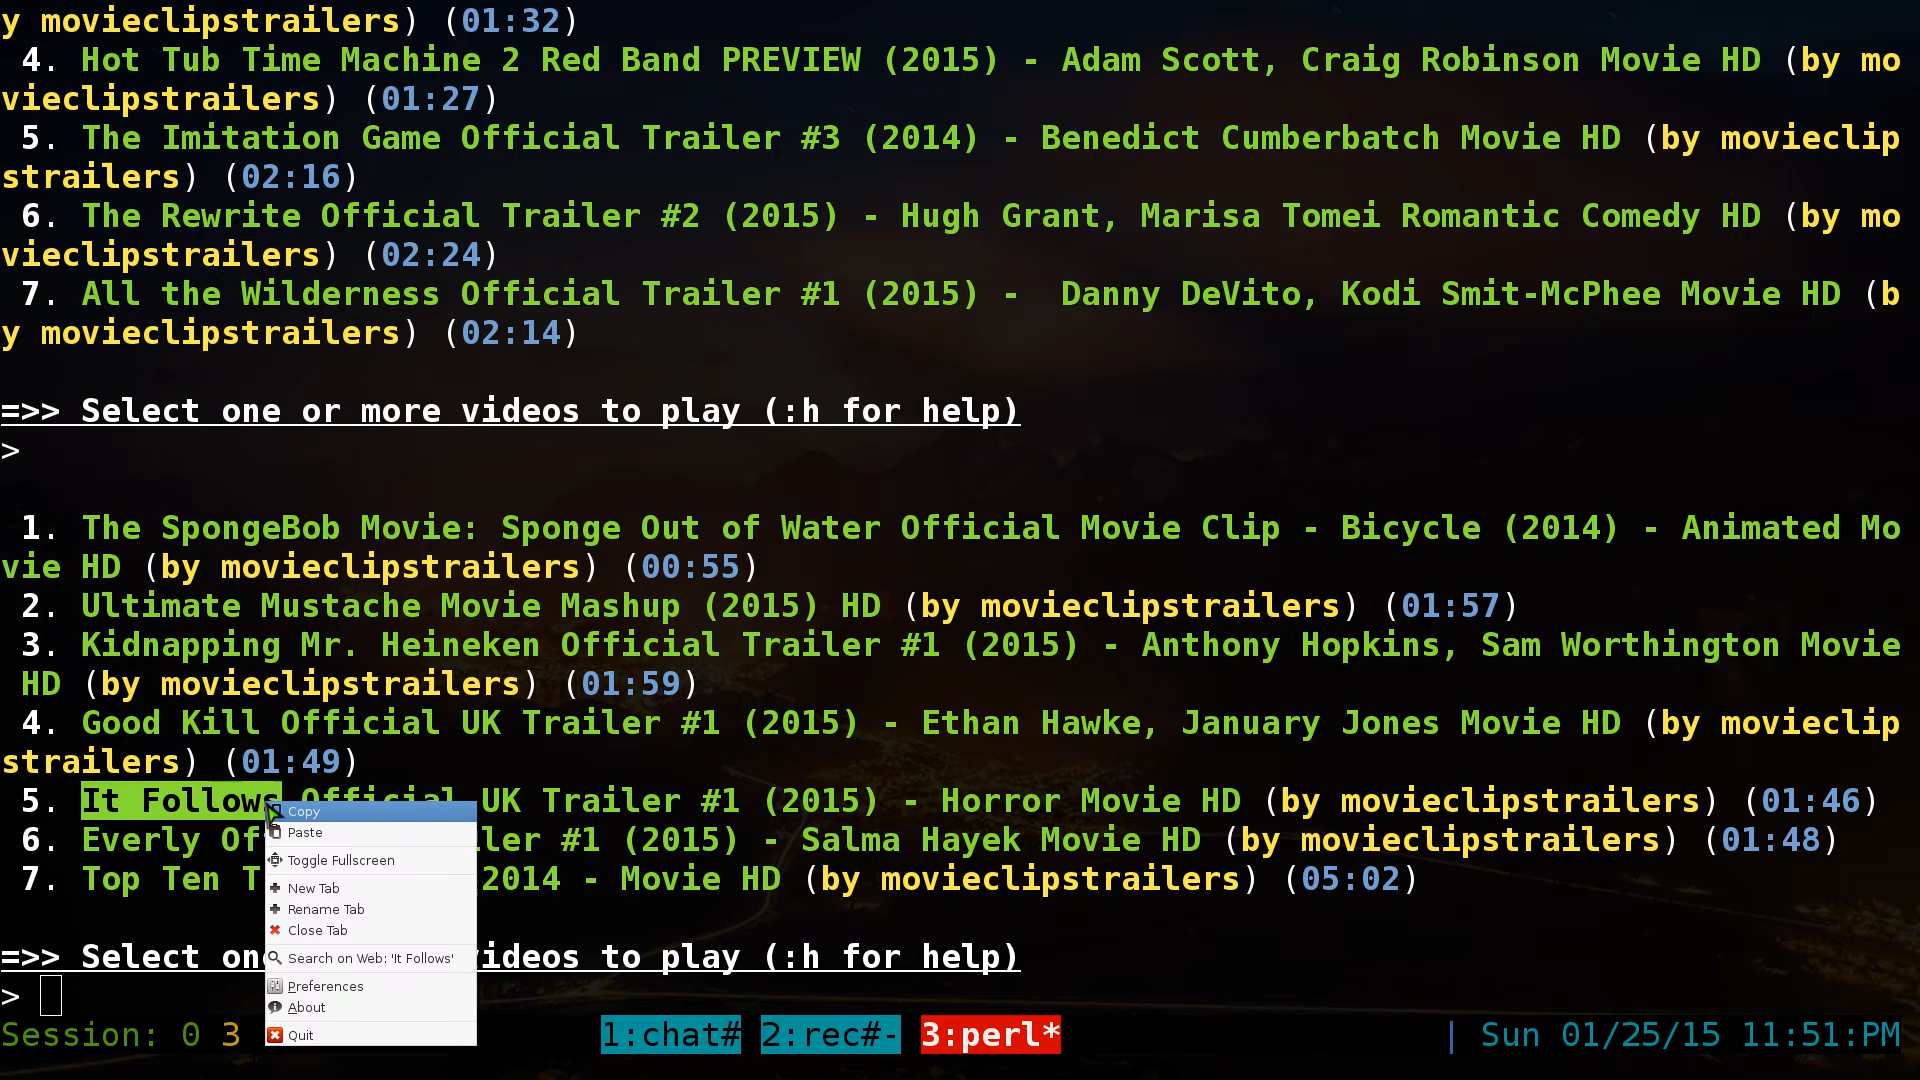 y movieclipstrailers) (01:32)
4. Hot Tub Time Machine 2 Red Band PREVIEW (2015) - Adam Scott, Craig Robinson Movie HD (by mo
vieclipstrailers) (01:27)
5. The Imitation Game Official Trailer #3 (2014) - Benedict Cumberbatch Movie HD (by movieclip
strailers) (02:16)
6. The Rewrite Official Trailer #2 (2015) - Hugh Grant, Marisa Tomei Romantic Comedy HD (by mo
vieclipstrailers) (02:24)
7. All the Wilderness Official Trailer #1 (2015) -  Danny DeVito, Kodi Smit-McPhee Movie HD (b
y movieclipstrailers) (02:14)
=>> Select one or more videos to play (:h for help)
>
1. The SpongeBob Movie: Sponge Out of Water Official Movie Clip - Bicycle (2014) - Animated Mo
vie HD (by movieclipstrailers) (00:55)
2. Ultimate Mustache Movie Mashup (2015) HD (by movieclipstrailers) (01:57)
3. Kidnapping Mr. Heineken Official Trailer #1 (2015) - Anthony Hopkins, Sam Worthington Movie
HD (by movieclipstrailers) (01:59)
4. Good Kill Official UK Trailer #1 (2015) - Ethan Hawke, January Jones Movie HD (by movieclip
strailers) (01:49)
5. It Follows Official UK Trailer #1 (2015) - Horror Movie HD (by movieclipstrailers) (01:46)
6. Everly Of ler #1 (2015) - Salma Hayek Movie HD (by movieclipstrailers) (01:48)
7. Top Ten T 2014 - Movie HD (by movieclipstrailers) (05:02)
=>> Select on videos to play (:h for help)
>
Copy
Paste
Toggle Fullscreen
New Tab
Rename Tab
Close Tab
Search on Web: 'It Follows'
Preferences
About
Quit
Session: 0 3 1:chat# 2:rec#- 3:perl* | Sun 01/25/15 11:51:PM